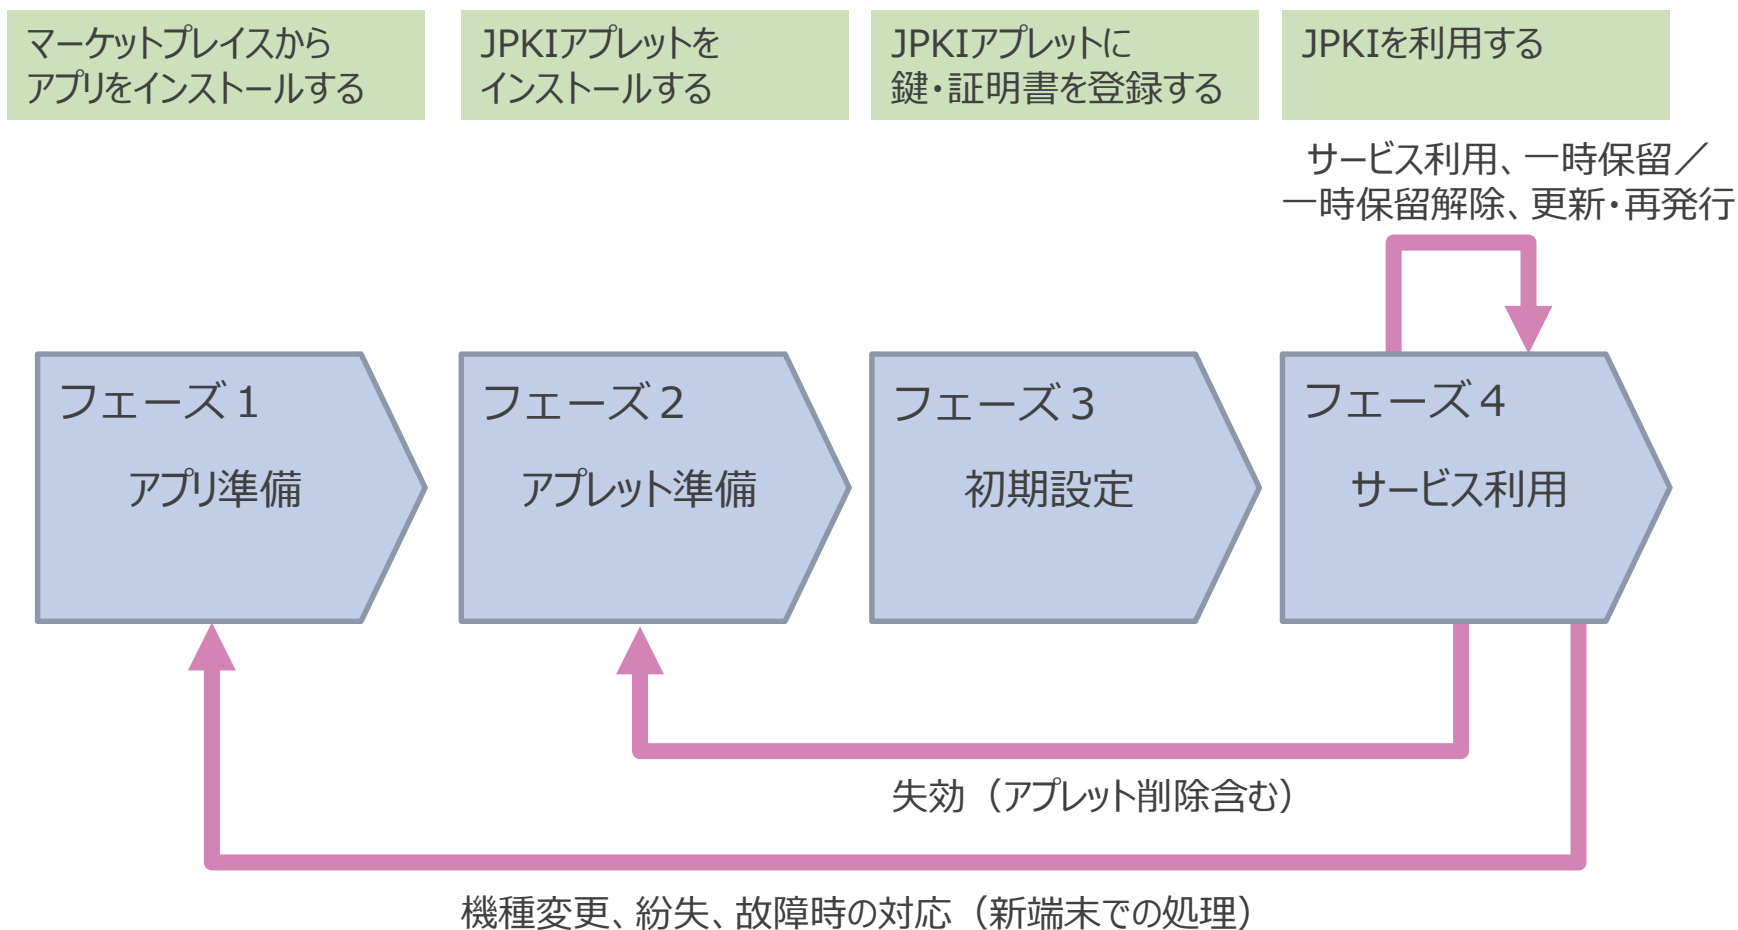 マーケットプレイスから
アプリをインストールする
JPKIアプレットを
インストールする
JPKIアプレットに
鍵・証明書を登録する
JPKIを利用する
サービス利用、一時保留／
一時保留解除、更新・再発行
フェーズ１
アプリ準備
フェーズ２
アプレット準備
フェーズ３
初期設定
フェーズ４
サービス利用
失効（アプレット削除含む）
機種変更、紛失、故障時の対応（新端末での処理）